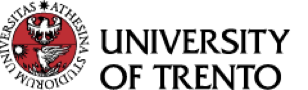 UNIVERSITAS ATHESINA STUDIORUM
UNIVERSITY
OF TRENTO